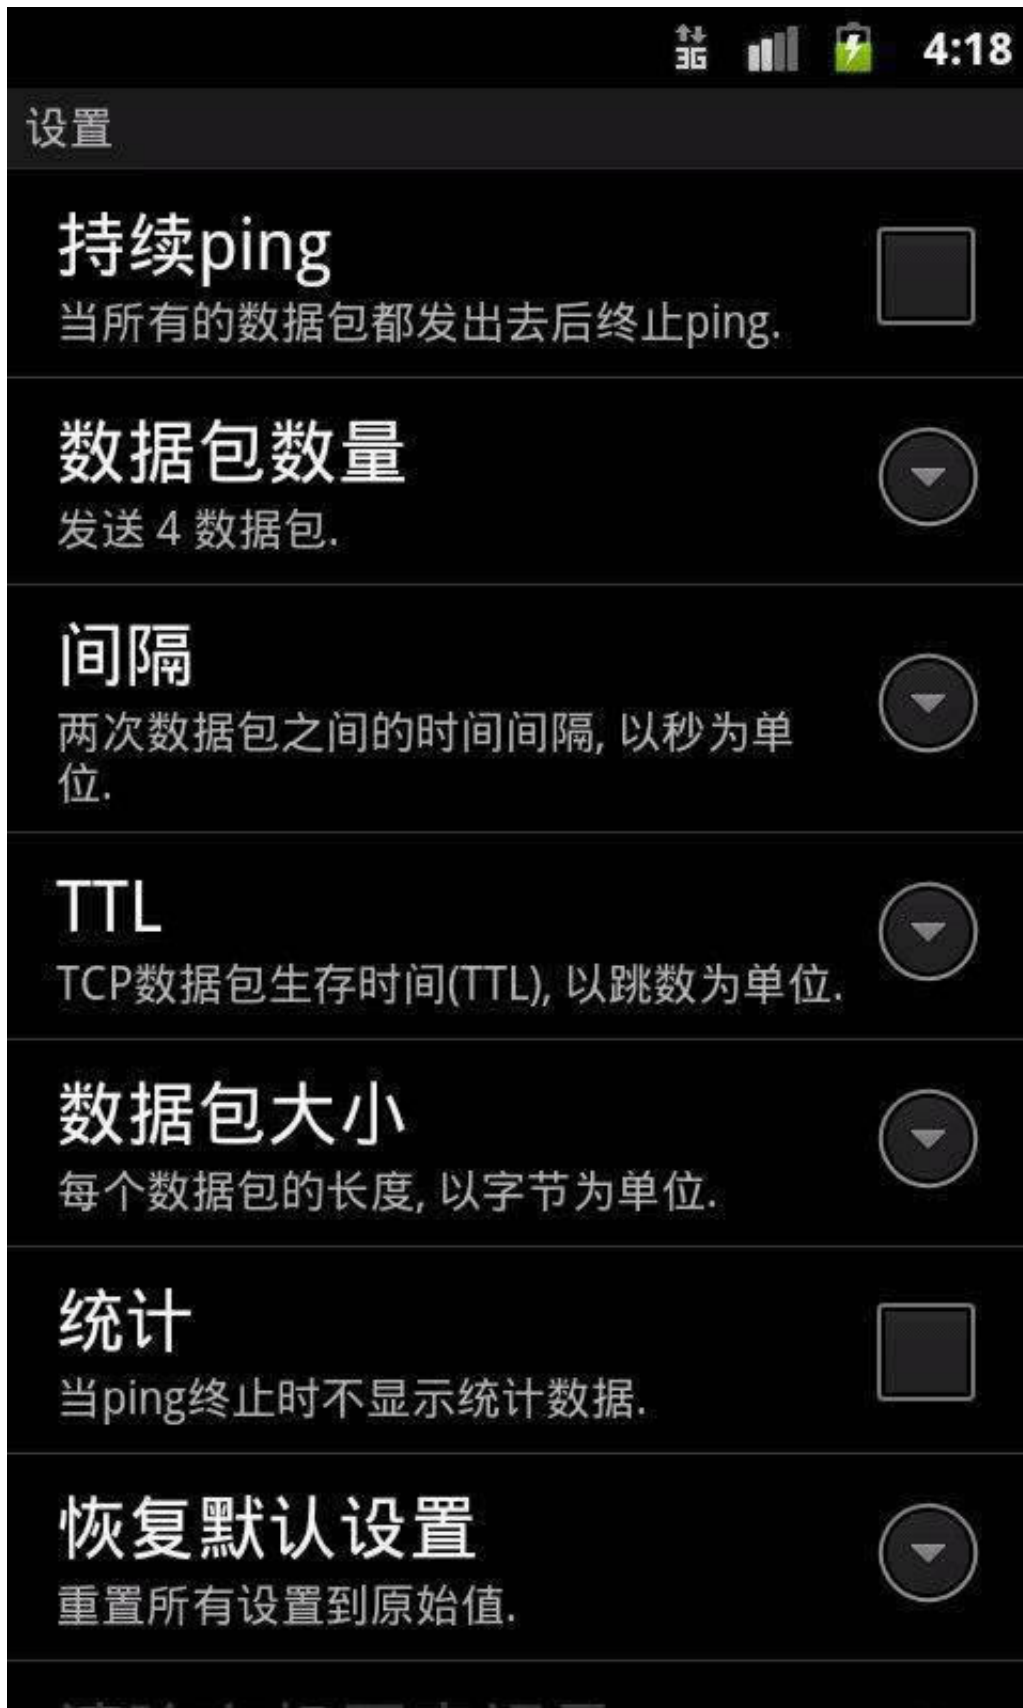 3G 4:18
设置
持续ping
当所有的数据包都发出去后终止ping.
数据包数量
发送 4 数据包.
间隔
两次数据包之间的时间间隔, 以秒为单
位.
TTL
TCP数据包生存时间(TTL), 以跳数为单位.
数据包大小
每个数据包的长度, 以字节为单位.
统计
当ping终止时不显示统计数据.
恢复默认设置
重置所有设置到原始值.